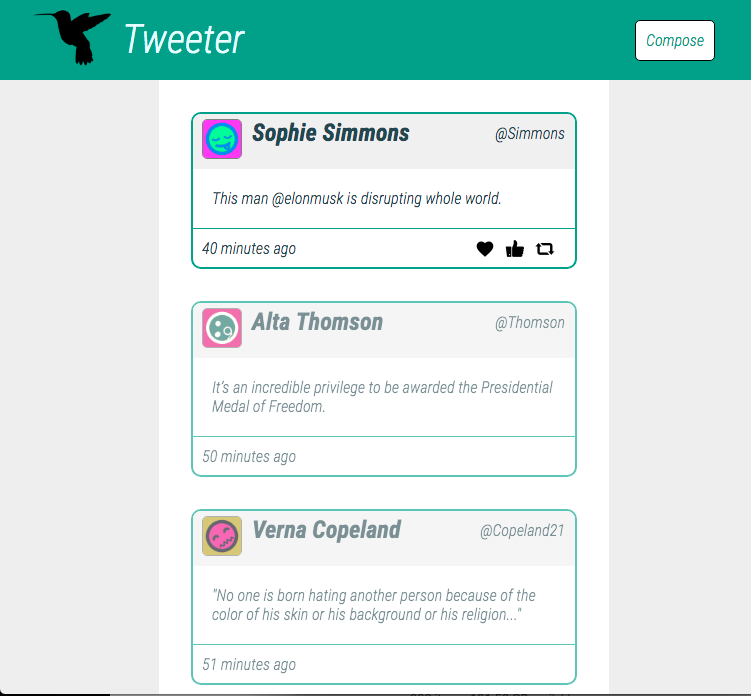 Tweeter
Compose
Sophie Simmons
@Simmons
This man @elonmusk is disrupting whole world.
40 minutes ago
Alta Thomson
@Thomson
It's an incredible privilege to be awarded the Presidential
Medal of Freedom.
50 minutes ago
Verna Copeland
@Copeland21
"No one is born hating another person because of the
color of his skin or his background or his religion..."
51 minutes ago